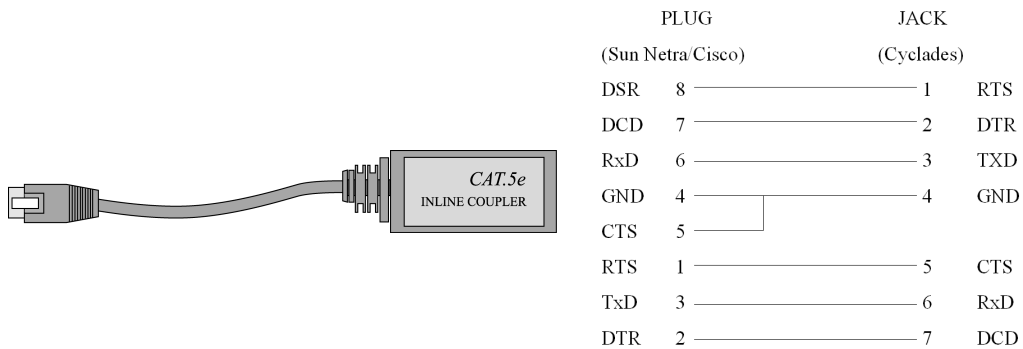 CAT.5e
INLINE COUPLER
PLUG JACK
(Sun Netra/Cisco) (Cyclades)
DSR 8 1 RTS
DCD 7 2 DTR
RxD 6 3 TXD
GND 4 4 GND
CTS 5
RTS 1 5 CTS
TxD 3 6 RxD
DTR 2 7 DCD